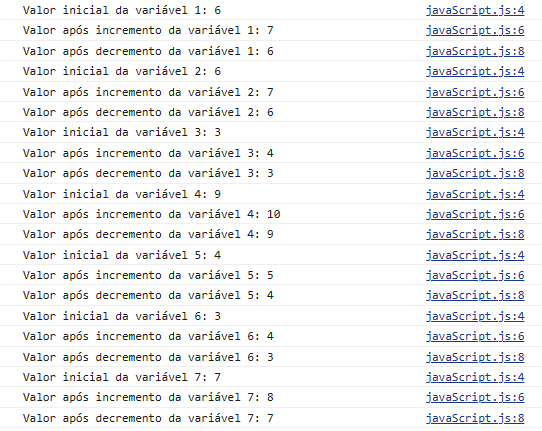 Valor inicial da variável 1: 6 javaScript.js:4
Valor após incremento da variável 1: 7 javaScript.js:6
Valor após decremento da variável 1: 6 javaScript.js:8
Valor inicial da variável 2: 6 javaScript.js:4
Valor após incremento da variável 2: 7 javaScript.js:6
Valor após decremento da variável 2: 6 javaScript.js:8
Valor inicial da variável 3: 3 javaScript.js:4
Valor após incremento da variável 3: 4 javaScript.js:6
Valor após decremento da variável 3: 3 javaScript.js:8
Valor inicial da variável 4: 9 javaScript.js:4
Valor após incremento da variável 4: 10 javaScript.js:6
Valor após decremento da variável 4: 9 javaScript.js:8
Valor inicial da variável 5: 4 javaScript.js:4
Valor após incremento da variável 5: 5 javaScript.js:6
Valor após decremento da variável 5: 4 javaScript.js:8
Valor inicial da variável 6: 3 javaScript.js:4
Valor após incremento da variável 6: 4 javaScript.js:6
Valor após decremento da variável 6: 3 javaScript.js:8
Valor inicial da variável 7: 7 javaScript.js:4
Valor após incremento da variável 7: 8 javaScript.js:6
Valor após decremento da variável 7: 7 javaScript.js:8